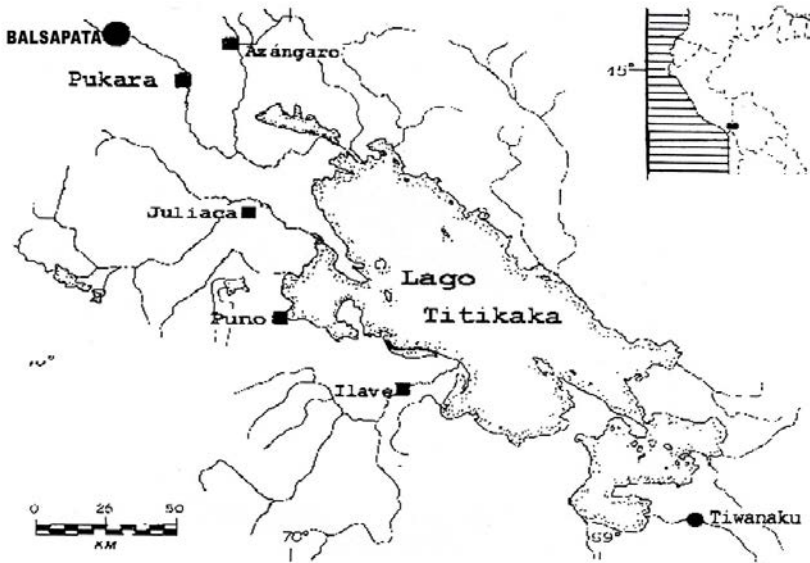 BALSAPATA
Azángaro
Pukara
15°
Juliaca
Lago
Titikaka
Puno
Ilave
0 25 50
KM
70°
69°
Tiwanaku